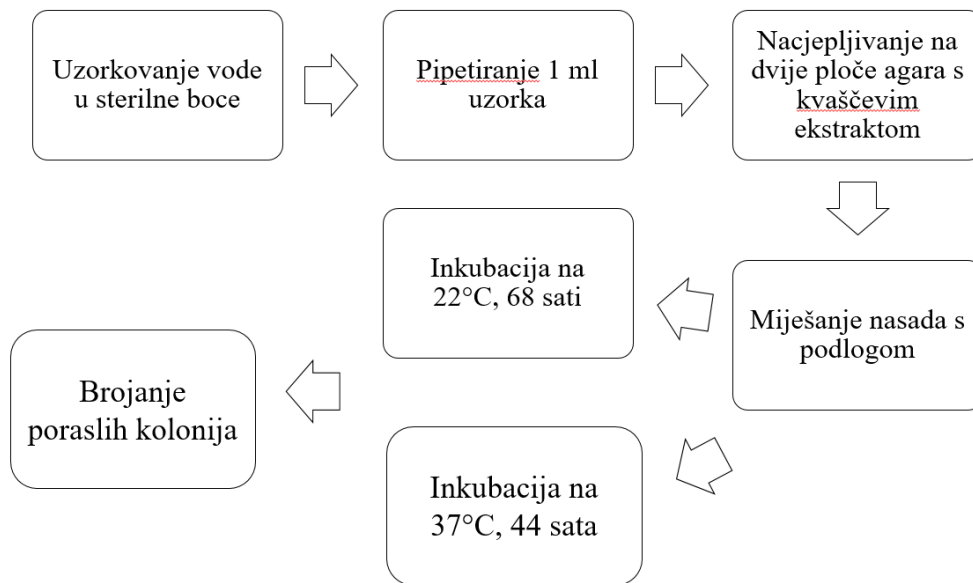 Uzorkovanje vode
u sterilne boce
Pipetiranje 1 ml
uzorka
Nacjepljivanje na
dvije ploče agara s
kvaščevim
ekstraktom
Miješanje nasada s
podlogom
Inkubacija na
22°C, 68 sati
Inkubacija na
37°C, 44 sata
Brojanje
poraslih kolonija